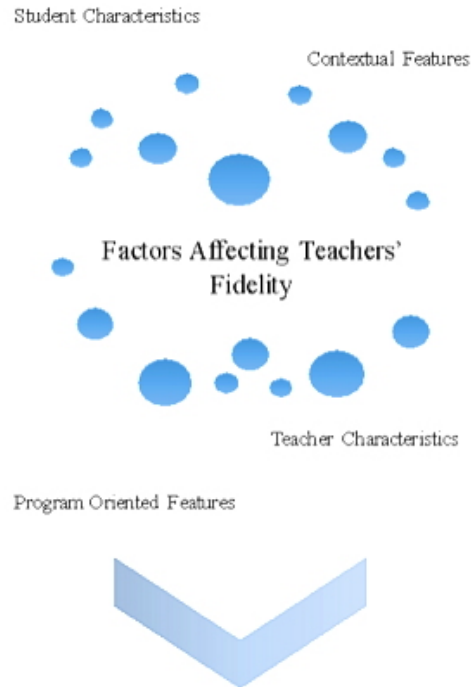 Student Characteristics
Contextual Features
Factors Affecting Teachers’
Fidelity
Teacher Characteristics
Program Oriented Features